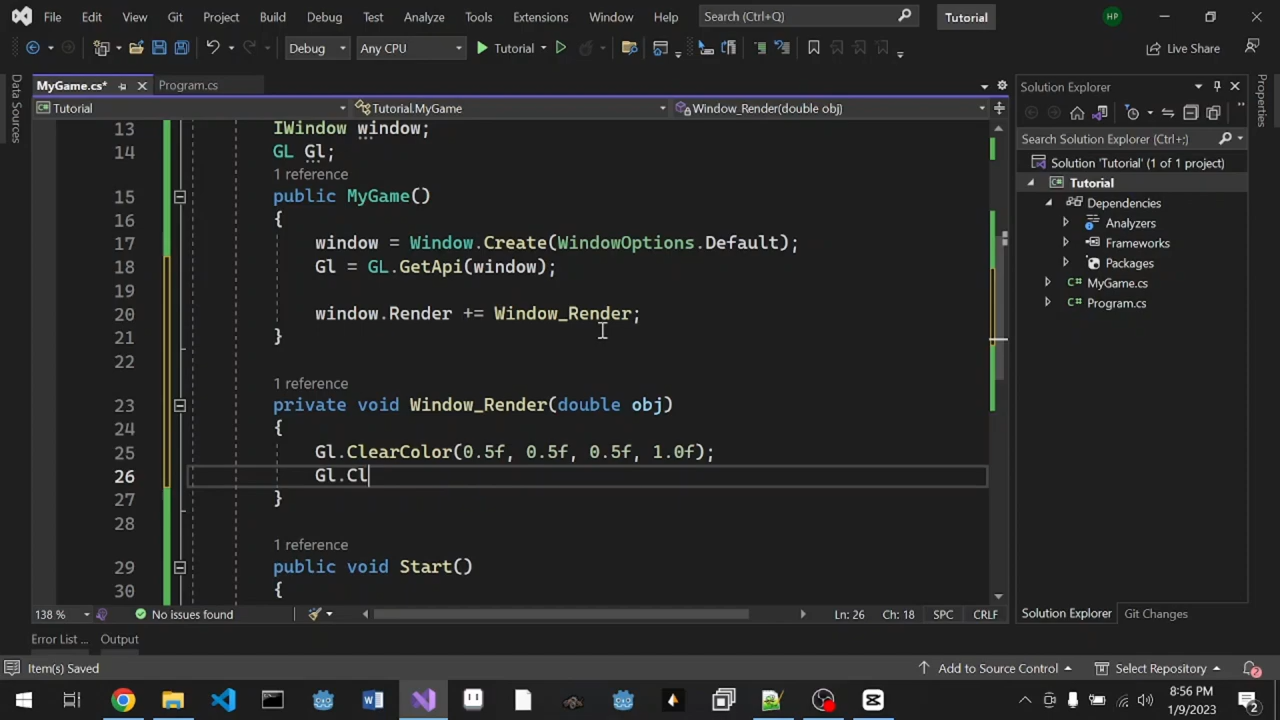 File Edit View Git Project Build Debug Test Analyze Tools Extensions Window Help Search (Ctrl+Q) Tutorial HP
Debug Any CPU Tutorial Live Share
MyGame.cs* Program.cs
Tutorial Tutorial.MyGame Window_Render(double obj)
13 IWindow window;
14 GL Gl;
1 reference
15 public MyGame()
16 {
17 window = Window.Create(WindowOptions.Default);
18 Gl = GL.GetApi(window);
19
20 window.Render += Window_Render;
21 }
22
1 reference
23 private void Window_Render(double obj)
24 {
25 Gl.ClearColor(0.5f, 0.5f, 0.5f, 1.0f);
26 Gl.Cl
27 }
28
1 reference
29 public void Start()
30 {
138 % No issues found Ln: 26 Ch: 18 SPC CRLF
Data Sources
Solution Explorer
Search Solution Explorer (Ctrl+;)
Solution 'Tutorial' (1 of 1 project)
Tutorial
Dependencies
Analyzers
Frameworks
Packages
MyGame.cs
Program.cs
Solution Explorer Git Changes
Properties
Error List ... Output
Item(s) Saved Add to Source Control Select Repository 2
8:56 PM
1/9/2023
2